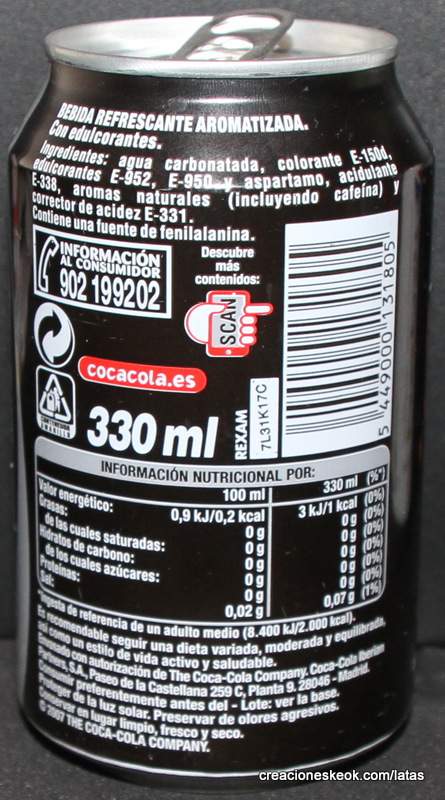 BEBIDA REFRESCANTE AROMATIZADA.
Con edulcorantes.
Ingredientes: agua carbonatada, colorante E-150d,
edulcorantes E-952, E-950 y aspartamo, acidulante
E-338, aromas naturales (incluyendo cafeína) y
corrector de acidez E-331.
Contiene una fuente de fenilalanina.
INFORMACIÓN
AL CONSUMIDOR
902 199202
Descubre
más
contenidos:
SCAN
cocacola.es
AMARILLO
330 ml
REXAM
7L31K17C
5 449000 131805
INFORMACIÓN NUTRICIONAL POR:
100 ml 330 ml (%*)
Valor energético: 0,9 kJ/0,2 kcal 3 kJ/1 kcal (0%)
Grasas: 0 g 0 g (0%)
de las cuales saturadas: 0 g 0 g (0%)
Hidratos de carbono: 0 g 0 g (0%)
de los cuales azúcares: 0 g 0 g (0%)
Proteínas: 0 g 0 g (0%)
Sal: 0,02 g 0,07 g (1%)
*Ingesta de referencia de un adulto medio (8.400 kJ/2.000 kcal).
Es recomendable seguir una dieta variada, moderada y equilibrada,
así como un estilo de vida activo y saludable.
Envasado con autorización de The Coca-Cola Company. Coca-Cola Iberian
Partners, S.A., Paseo de la Castellana 259 C, Planta 9. 28046 - Madrid.
Consumir preferentemente antes del - Lote: ver la base.
Proteger de la luz solar. Preservar de olores agresivos.
Conservar en lugar limpio, fresco y seco.
© 2007 THE COCA-COLA COMPANY.
creacioneskeok.com/latas